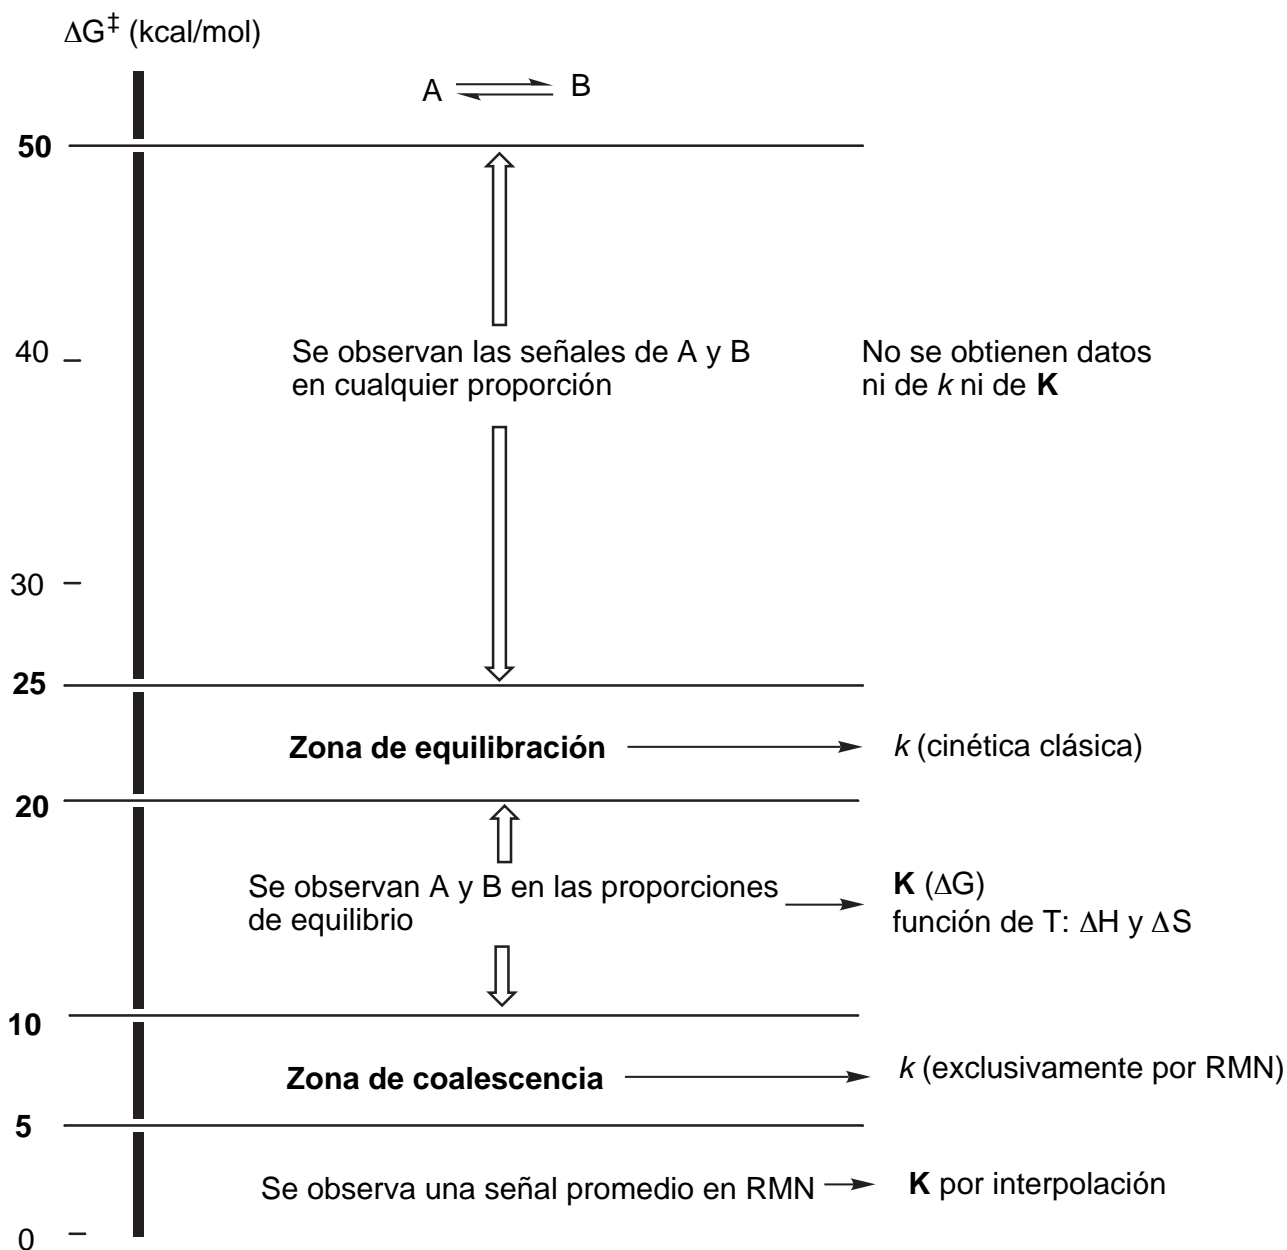 ΔG‡ (kcal/mol)
A ⇌ B
50
40
Se observan las señales de A y B
en cualquier proporción
No se obtienen datos
ni de k ni de K
30
25
Zona de equilibración
k (cinética clásica)
20
Se observan A y B en las proporciones
de equilibrio
K (ΔG)
función de T: ΔH y ΔS
10
Zona de coalescencia
k (exclusivamente por RMN)
5
Se observa una señal promedio en RMN
K por interpolación
0